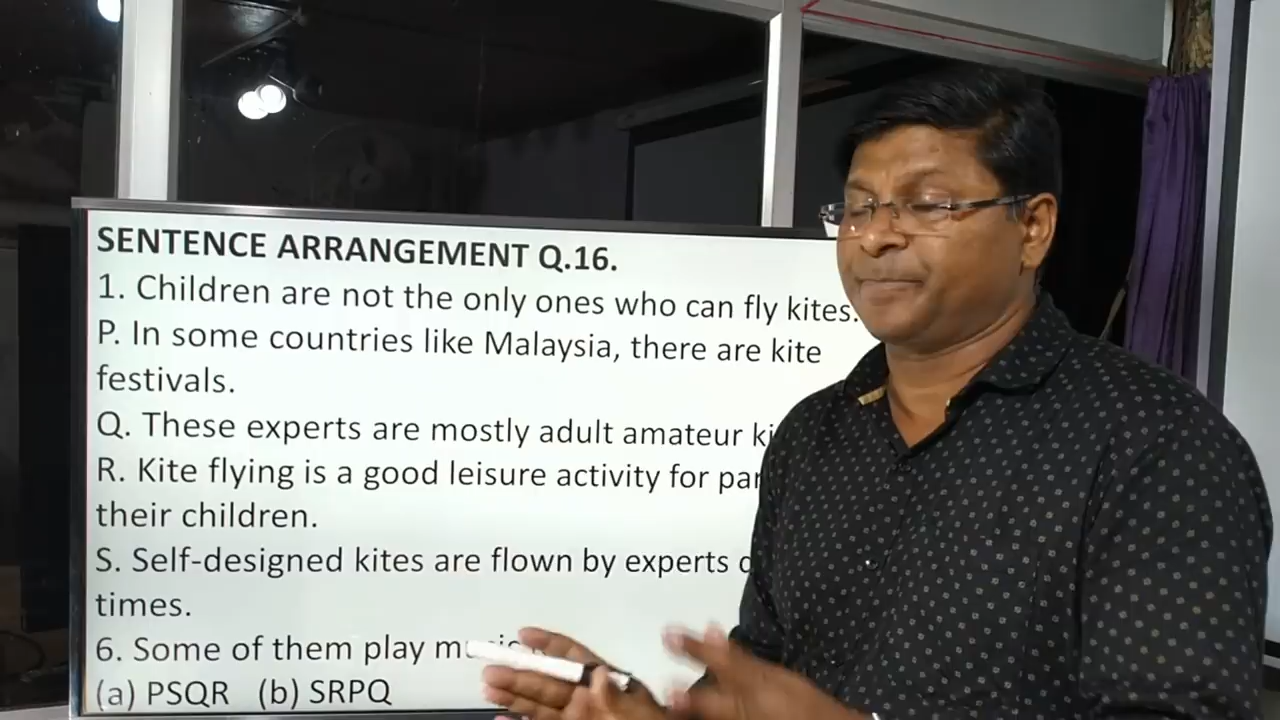 SENTENCE ARRANGEMENT Q.16.
1. Children are not the only ones who can fly kites.
P. In some countries like Malaysia, there are kite
festivals.
Q. These experts are mostly adult amateur
R. Kite flying is a good leisure activity for
their children.
S. Self-designed kites are flown by experts
times.
6. Some of them play
(a) PSQR (b) SRPQ